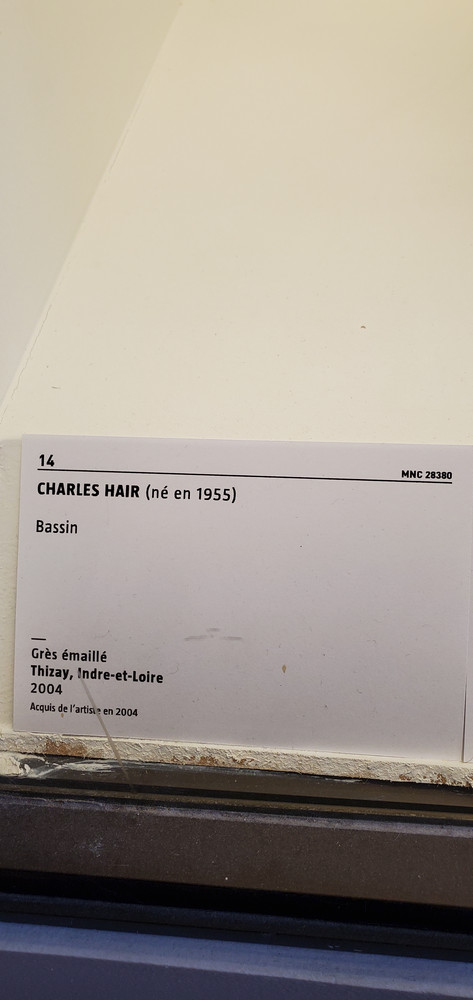 14
MNC 28380
CHARLES HAIR (né en 1955)
Bassin
Grès émaillé
Thizay, Indre-et-Loire
2004
Acquis de l'artiste en 2004